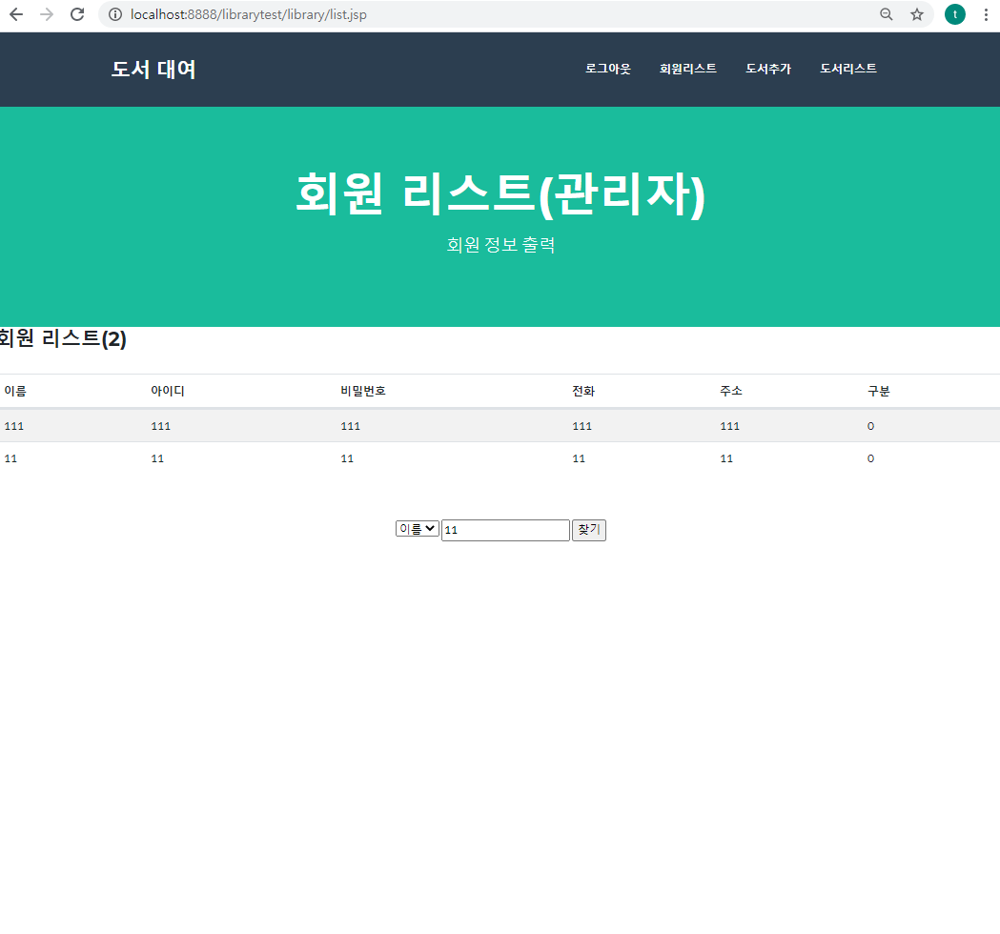 localhost:8888/librarytest/library/list.jsp
t
도서 대여 로그아웃 회원리스트 도서추가 도서리스트
회원 리스트(관리자)
회원 정보 출력
회원 리스트(2)
이름 아이디 비밀번호 전화 주소 구분
111 111 111 111 111 0
11 11 11 11 11 0
이름 11 찾기